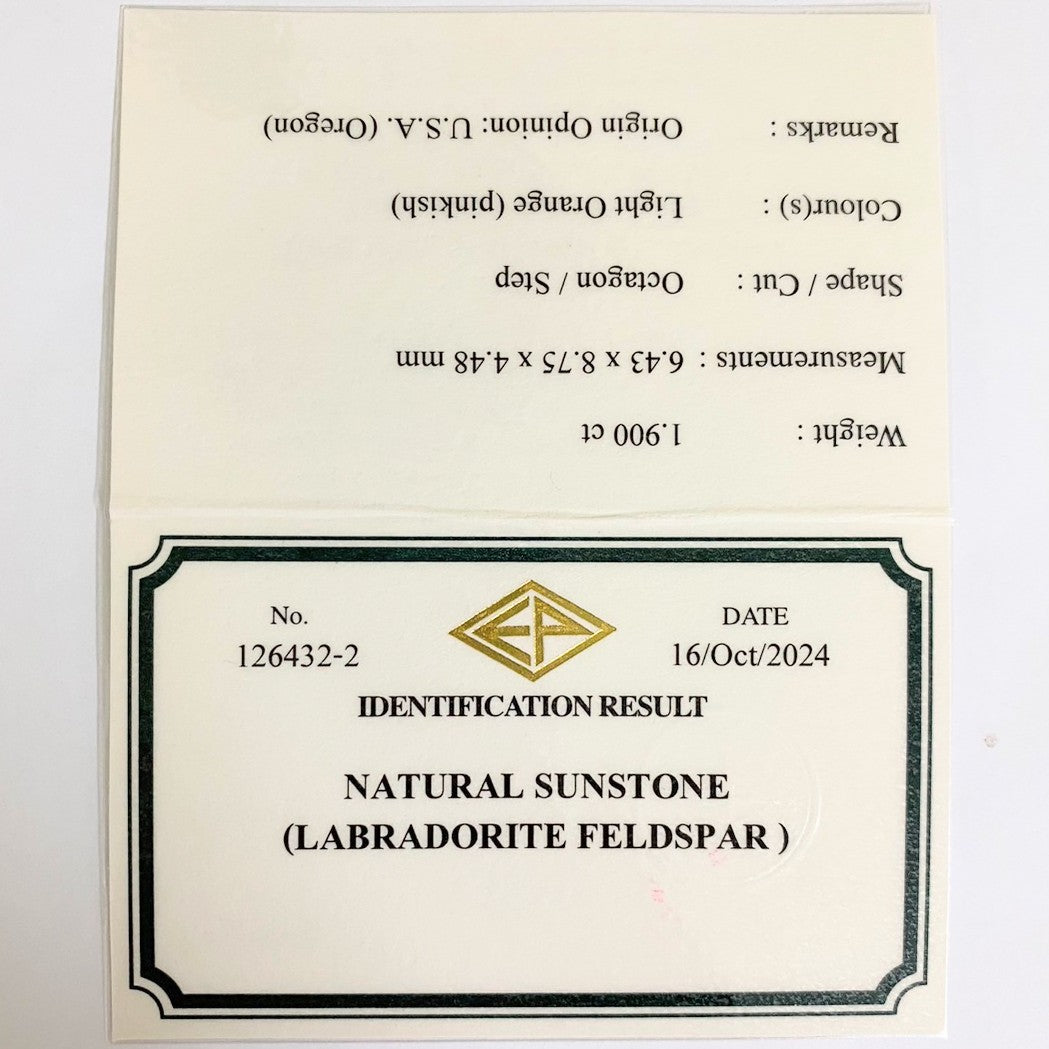 Weight : 1.900 ct
Measurements : 6.43 x 8.75 x 4.48 mm
Shape / Cut : Octagon / Step
Colour(s) : Light Orange (pinkish)
Remarks : Origin Opinion: U.S.A. (Oregon)
No.
126432-2
EP
DATE
16/Oct/2024
IDENTIFICATION RESULT
NATURAL SUNSTONE
(LABRADORITE FELDSPAR )